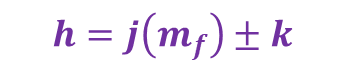 h = j(m_f) ± k